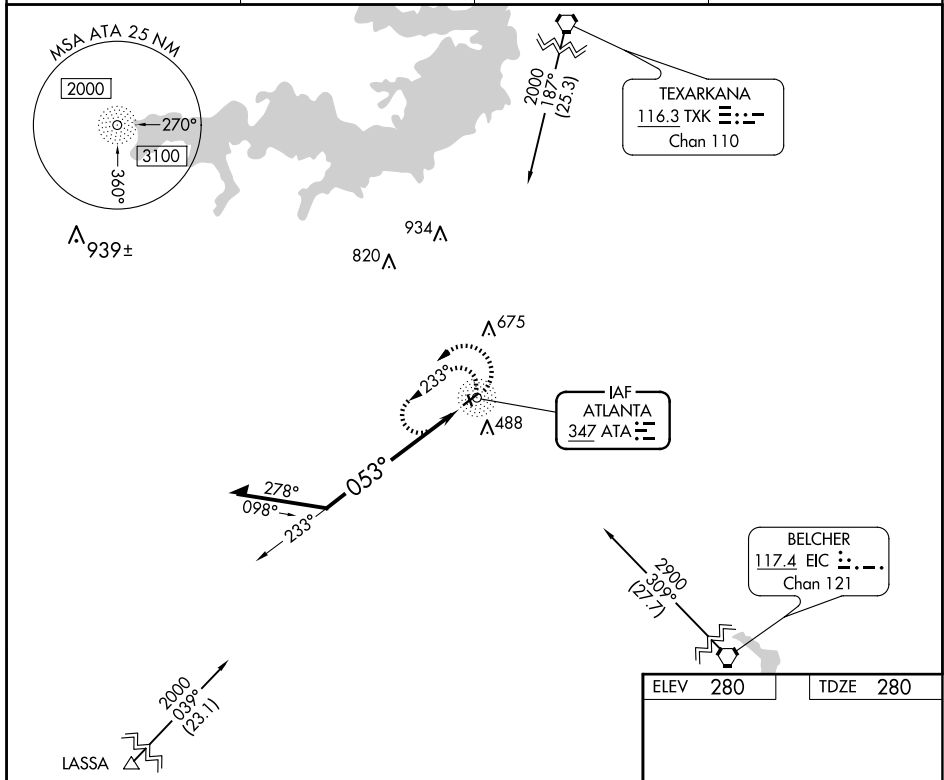 MSA ATA 25 NM
2000
270°
3100
360°
939±
2000
187°
(25.3)
TEXARKANA
116.3 TXK
Chan 110
934
820
675
233°
IAF
ATLANTA
347 ATA
488
053°
278°
098°
233°
2900
309°
(27.7)
BELCHER
117.4 EIC
Chan 121
2000
039°
(23.1)
LASSA
ELEV 280
TDZE 280